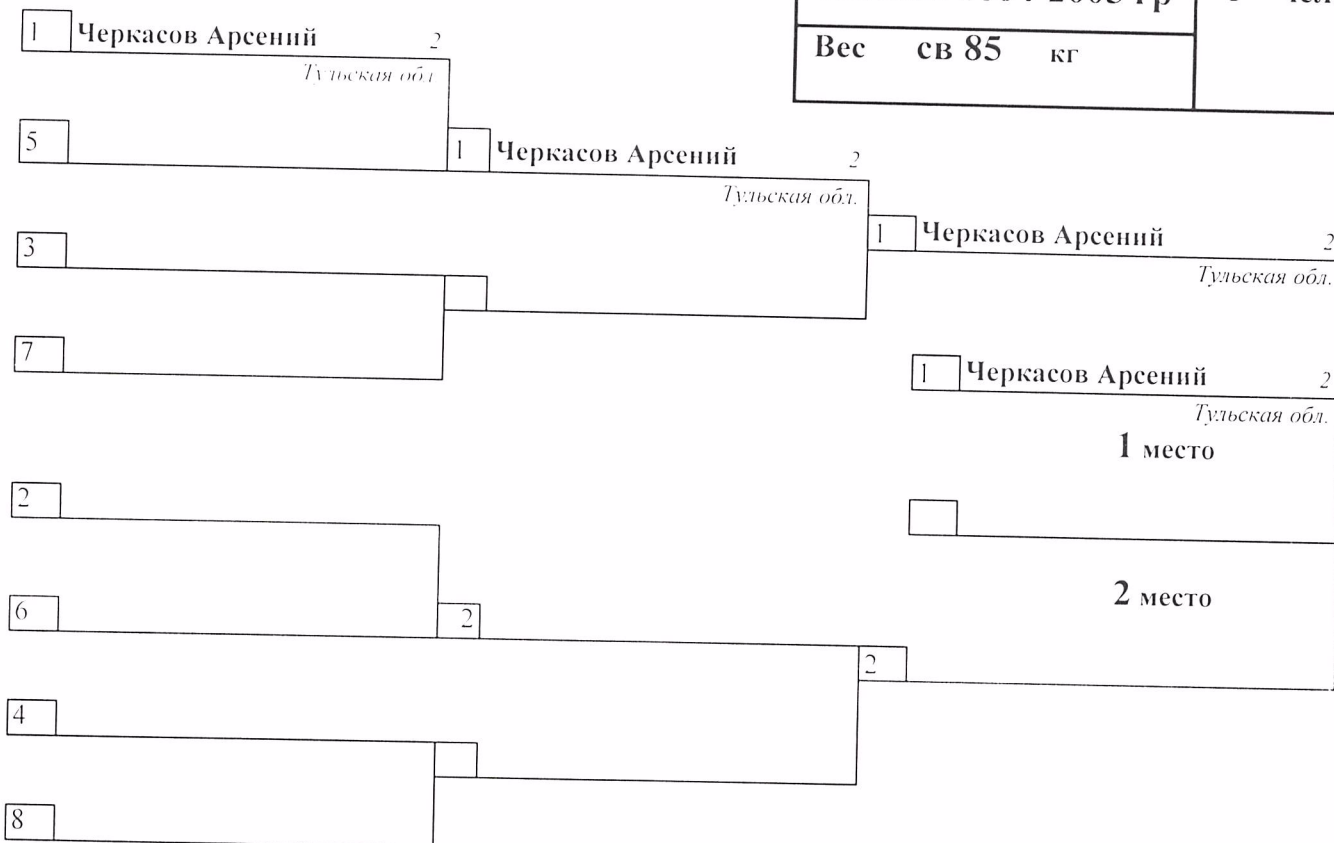 2005 гр
Вес св 85 кг
1 Черкасов Арсений 2
Тульская обл
5
1 Черкасов Арсений 2
Тульская обл.
3
1 Черкасов Арсений 2
Тульская обл.
7
1 Черкасов Арсений 2
Тульская обл.
1 место
2
2 место
6
2
2
4
8